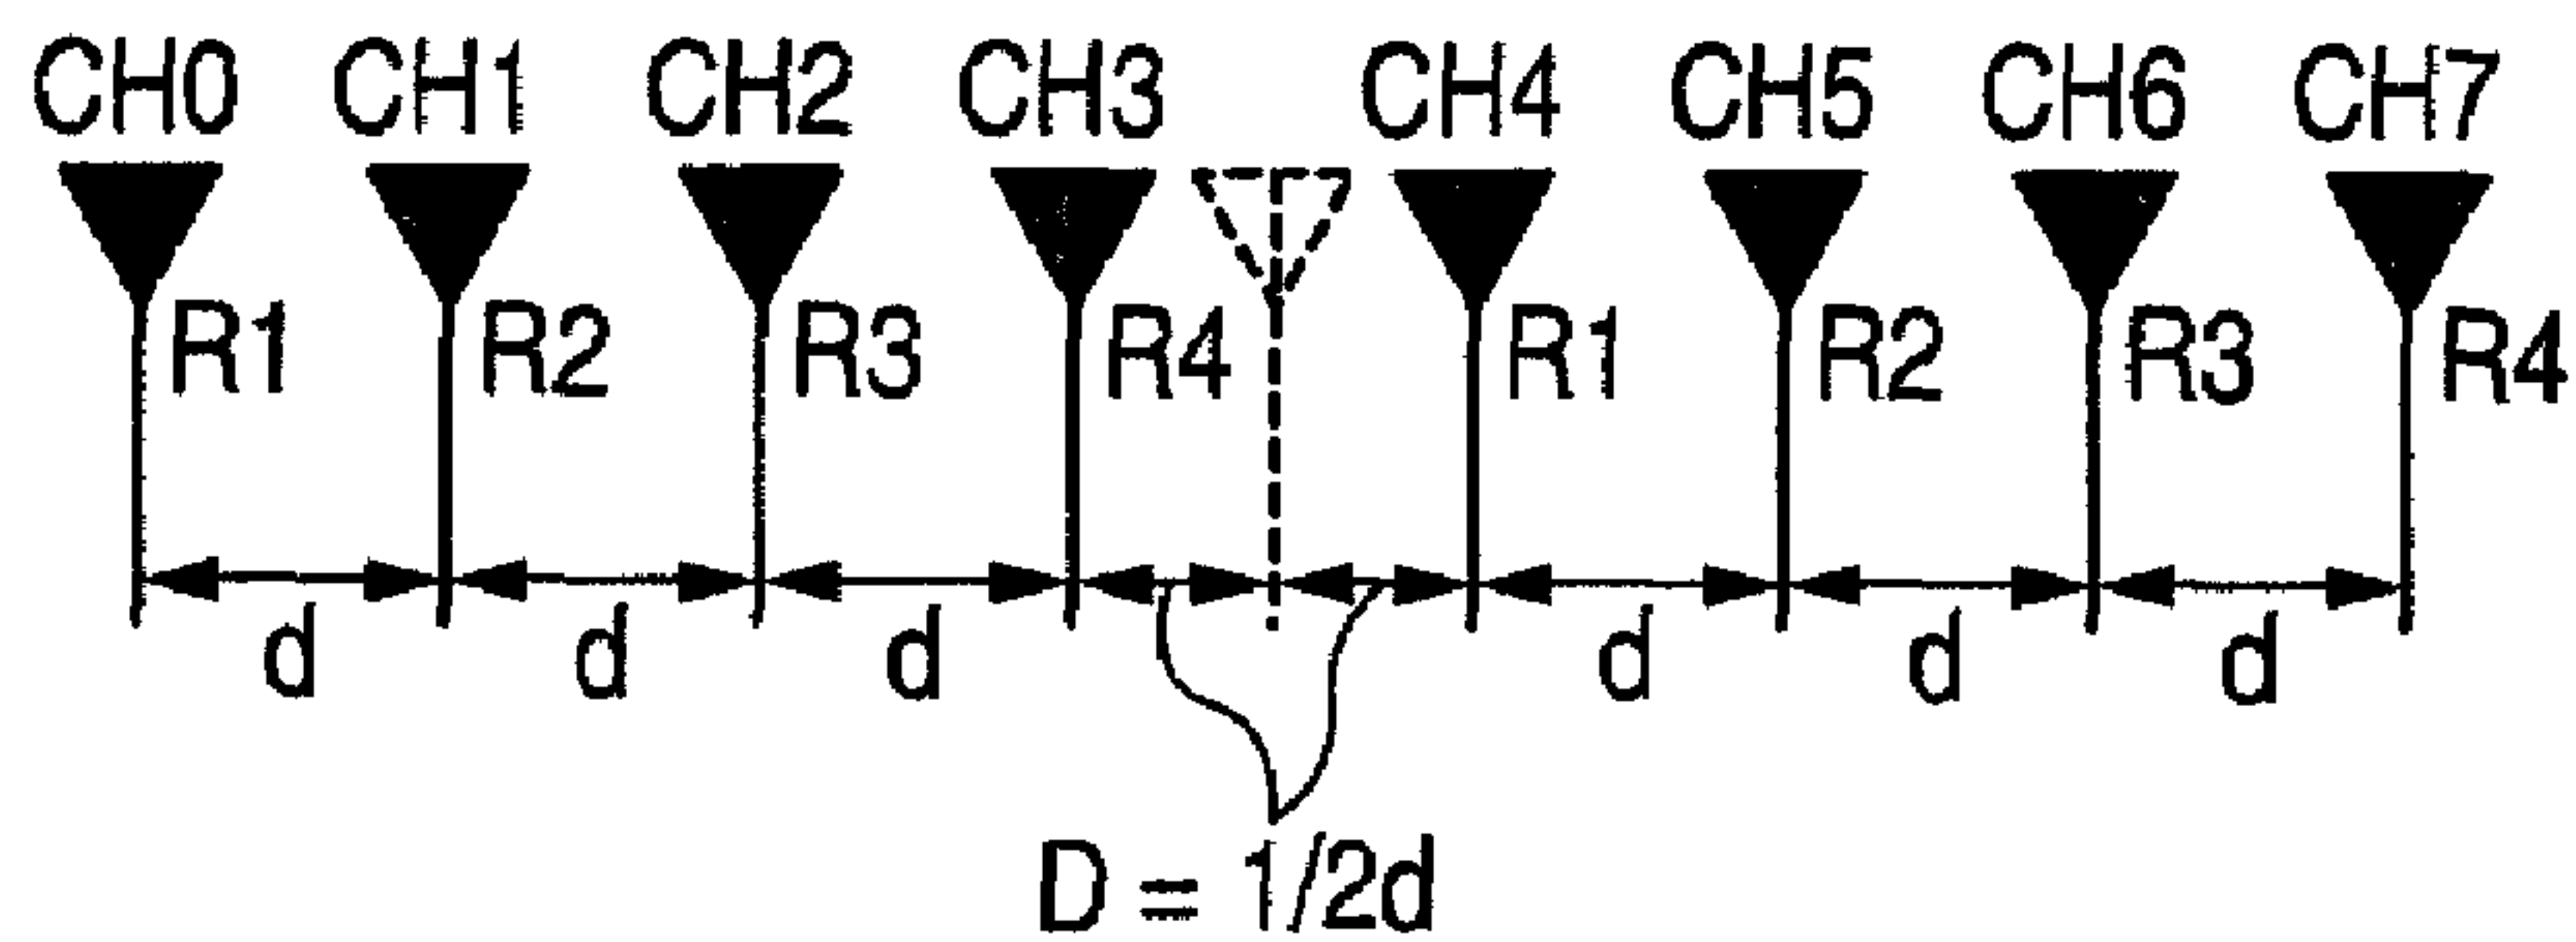 CH0 CH1 CH2 CH3 CH4 CH5 CH6 CH7
R1 R2 R3 R4 R1 R2 R3 R4
d d d d d d
D = 1/2d